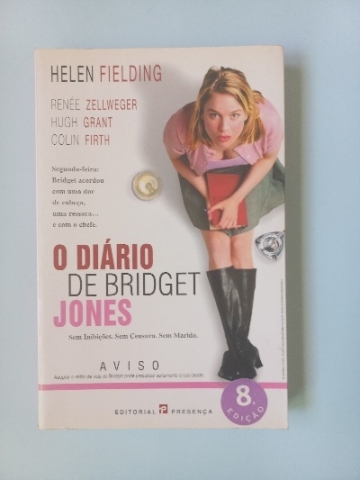 HELEN FIELDING
RENÉE ZELLWEGER
HUGH GRANT
COLIN FIRTH
Segunda-feira:
Bridget acordou
com uma dor
de cabeça,
uma ressaca...
e com o chefe.
O DIÁRIO
DE BRIDGET
JONES
Sem Inibições. Sem Censura. Sem Marido.
AVISO
8.
EDIÇÃO
EDITORIAL PRESENÇA